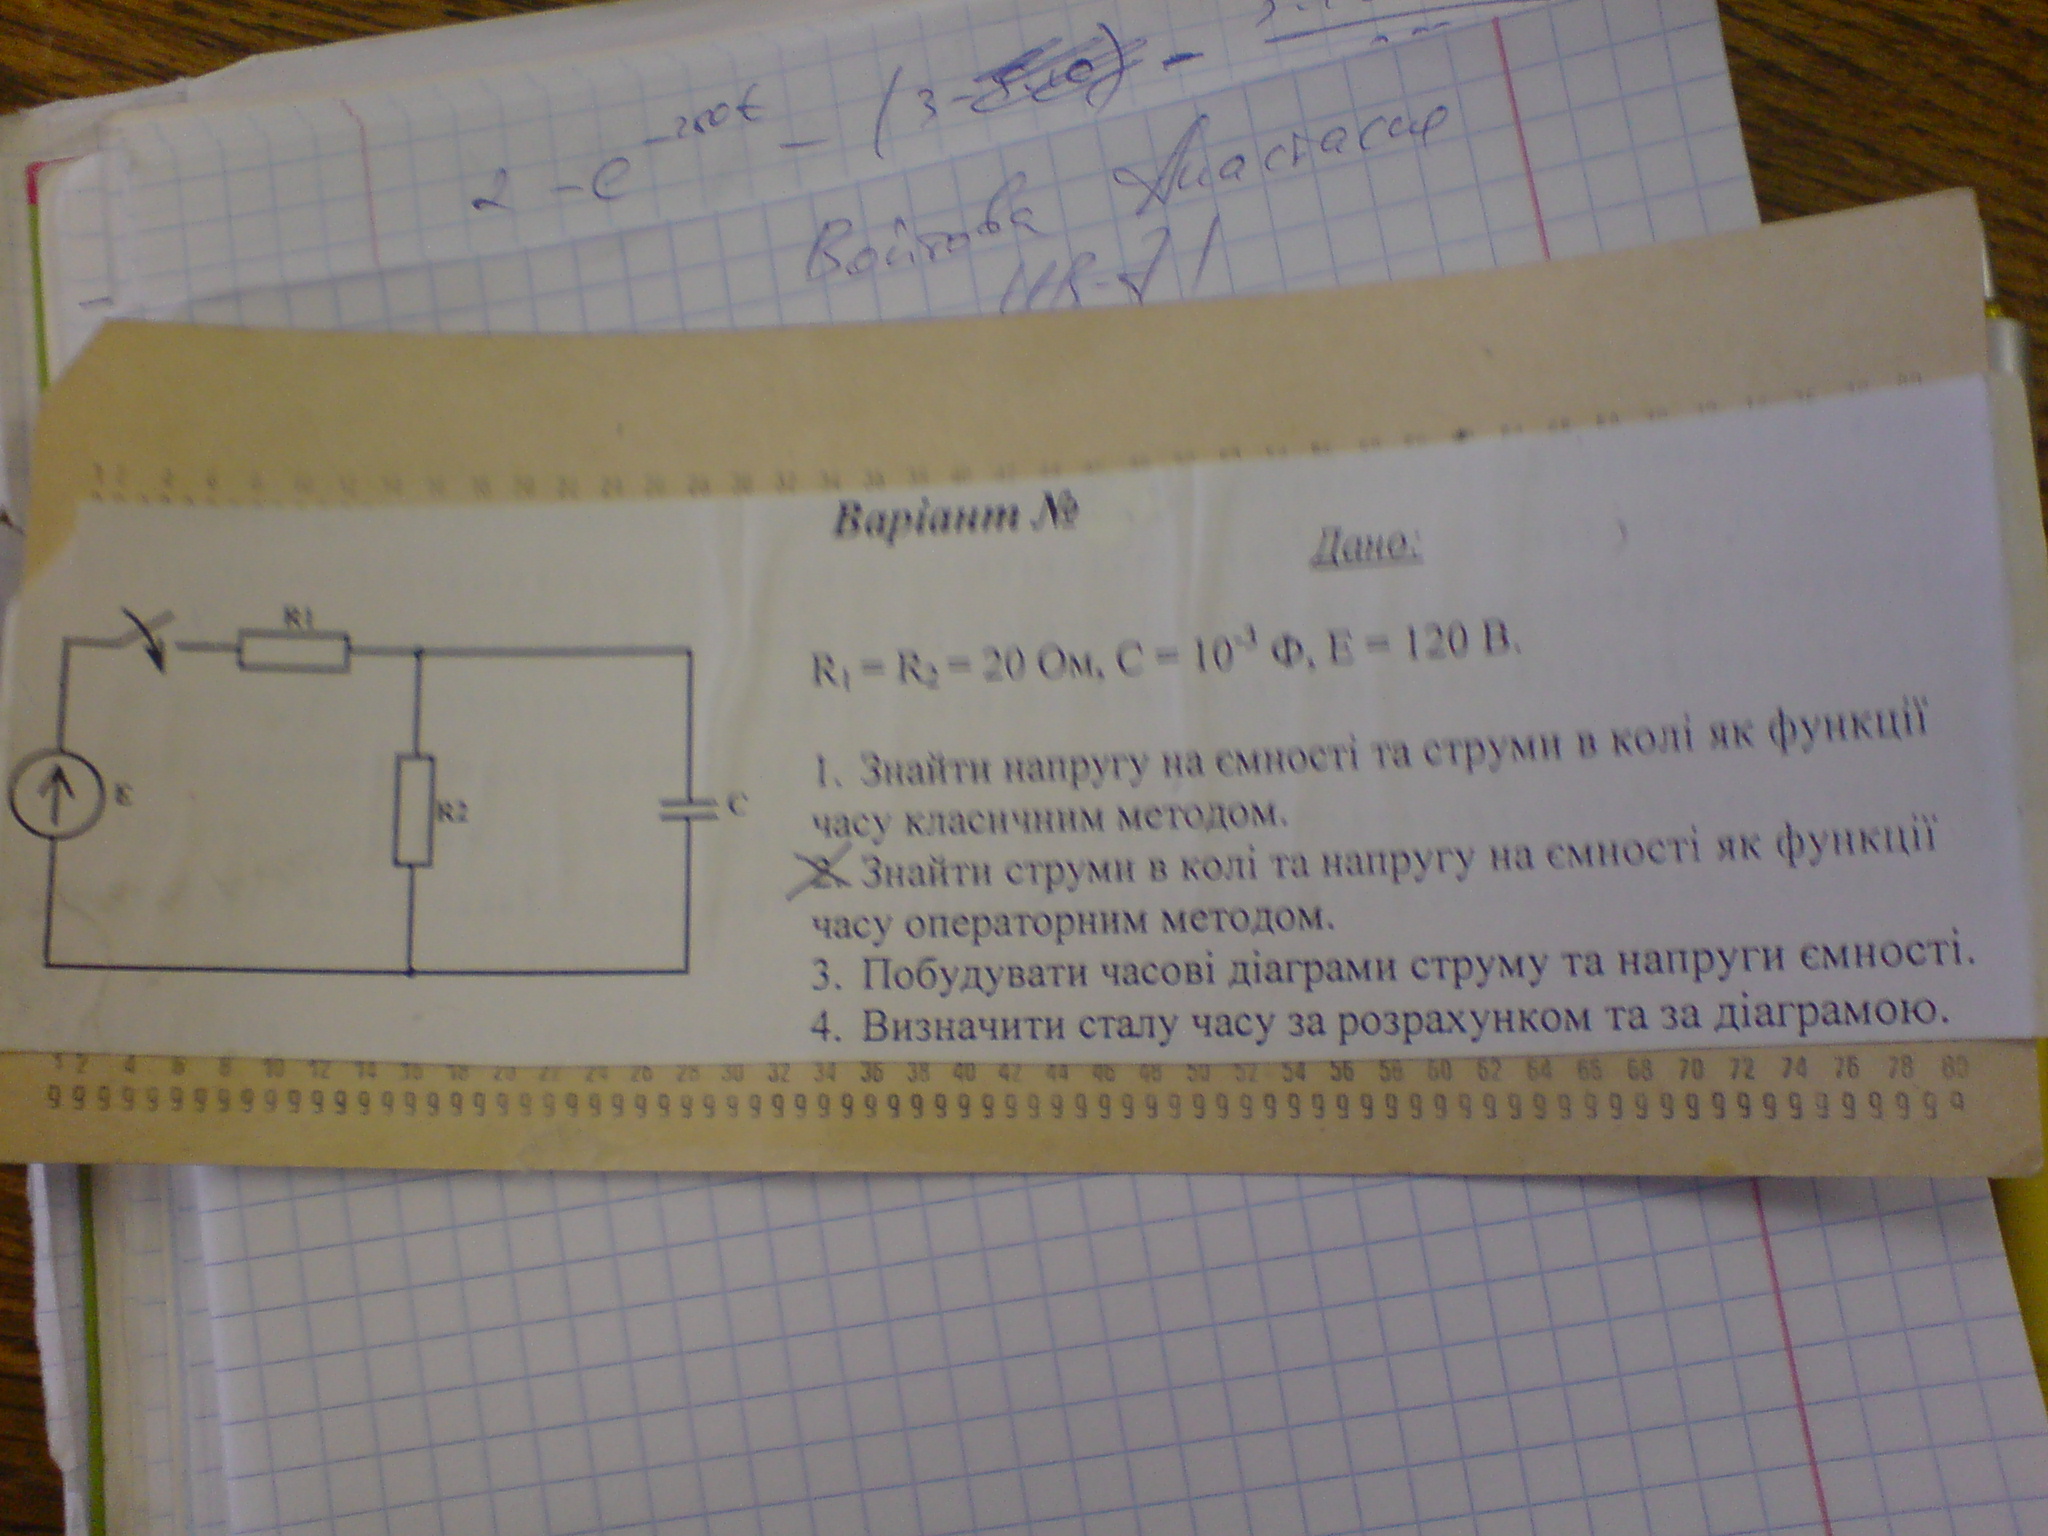 2 - e^-250t - (3 -
Войтова Анастасия
Варіант №
Дано:
R1
E
R2
C
R₁ = R₂ = 20 Ом, C = 10⁻³ Ф, E = 120 В.
1. Знайти напругу на ємності та струми в колі як функції
часу класичним методом.
2. Знайти струми в колі та напругу на ємності як функції
часу операторним методом.
3. Побудувати часові діаграми струму та напруги ємності.
4. Визначити сталу часу за розрахунком та за діаграмою.
1 2 4 6 8 10 12 14 16 18 20 22 24 26 28 30 32 34 36 38 40 42 44 46 48 50 52 54 56 58 60 62 64 66 68 70 72 74 76 78 80
9 9 9 9 9 9 9 9 9 9 9 9 9 9 9 9 9 9 9 9 9 9 9 9 9 9 9 9 9 9 9 9 9 9 9 9 9 9 9 9 9 9 9 9 9 9 9 9 9 9 9 9 9 9 9 9 9 9 9 9 9 9 9 9 9 9 9 9 9 9 9 9 9 9 9 9 9 9 9 9